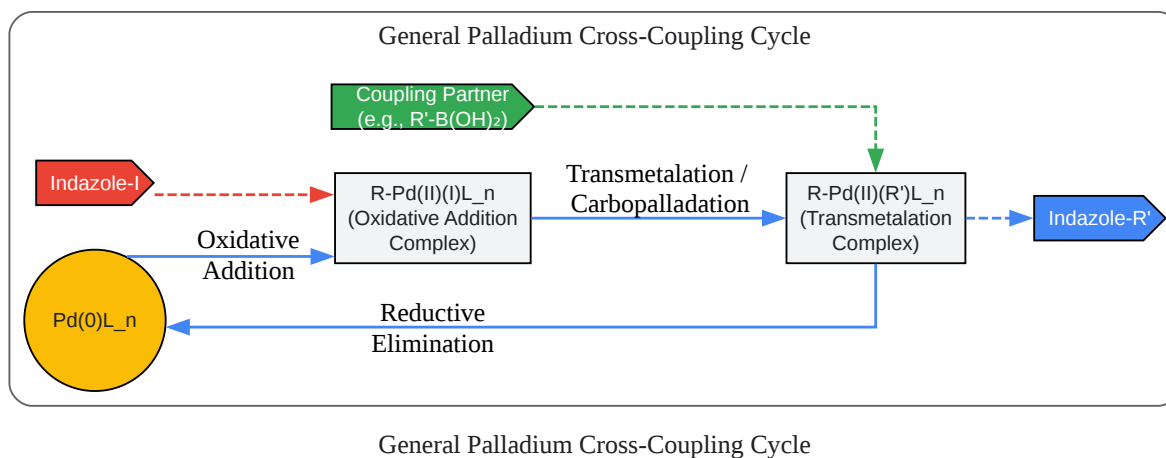 General Palladium Cross-Coupling Cycle
Coupling Partner
(e.g., R'-B(OH)₂)
Indazole-I
R-Pd(II)(I)L_n
(Oxidative Addition
Complex)
Transmetalation /
Carbopalladation
R-Pd(II)(R')L_n
(Transmetalation
Complex)
Indazole-R'
Oxidative
Addition
Pd(0)L_n
Reductive
Elimination
General Palladium Cross-Coupling Cycle